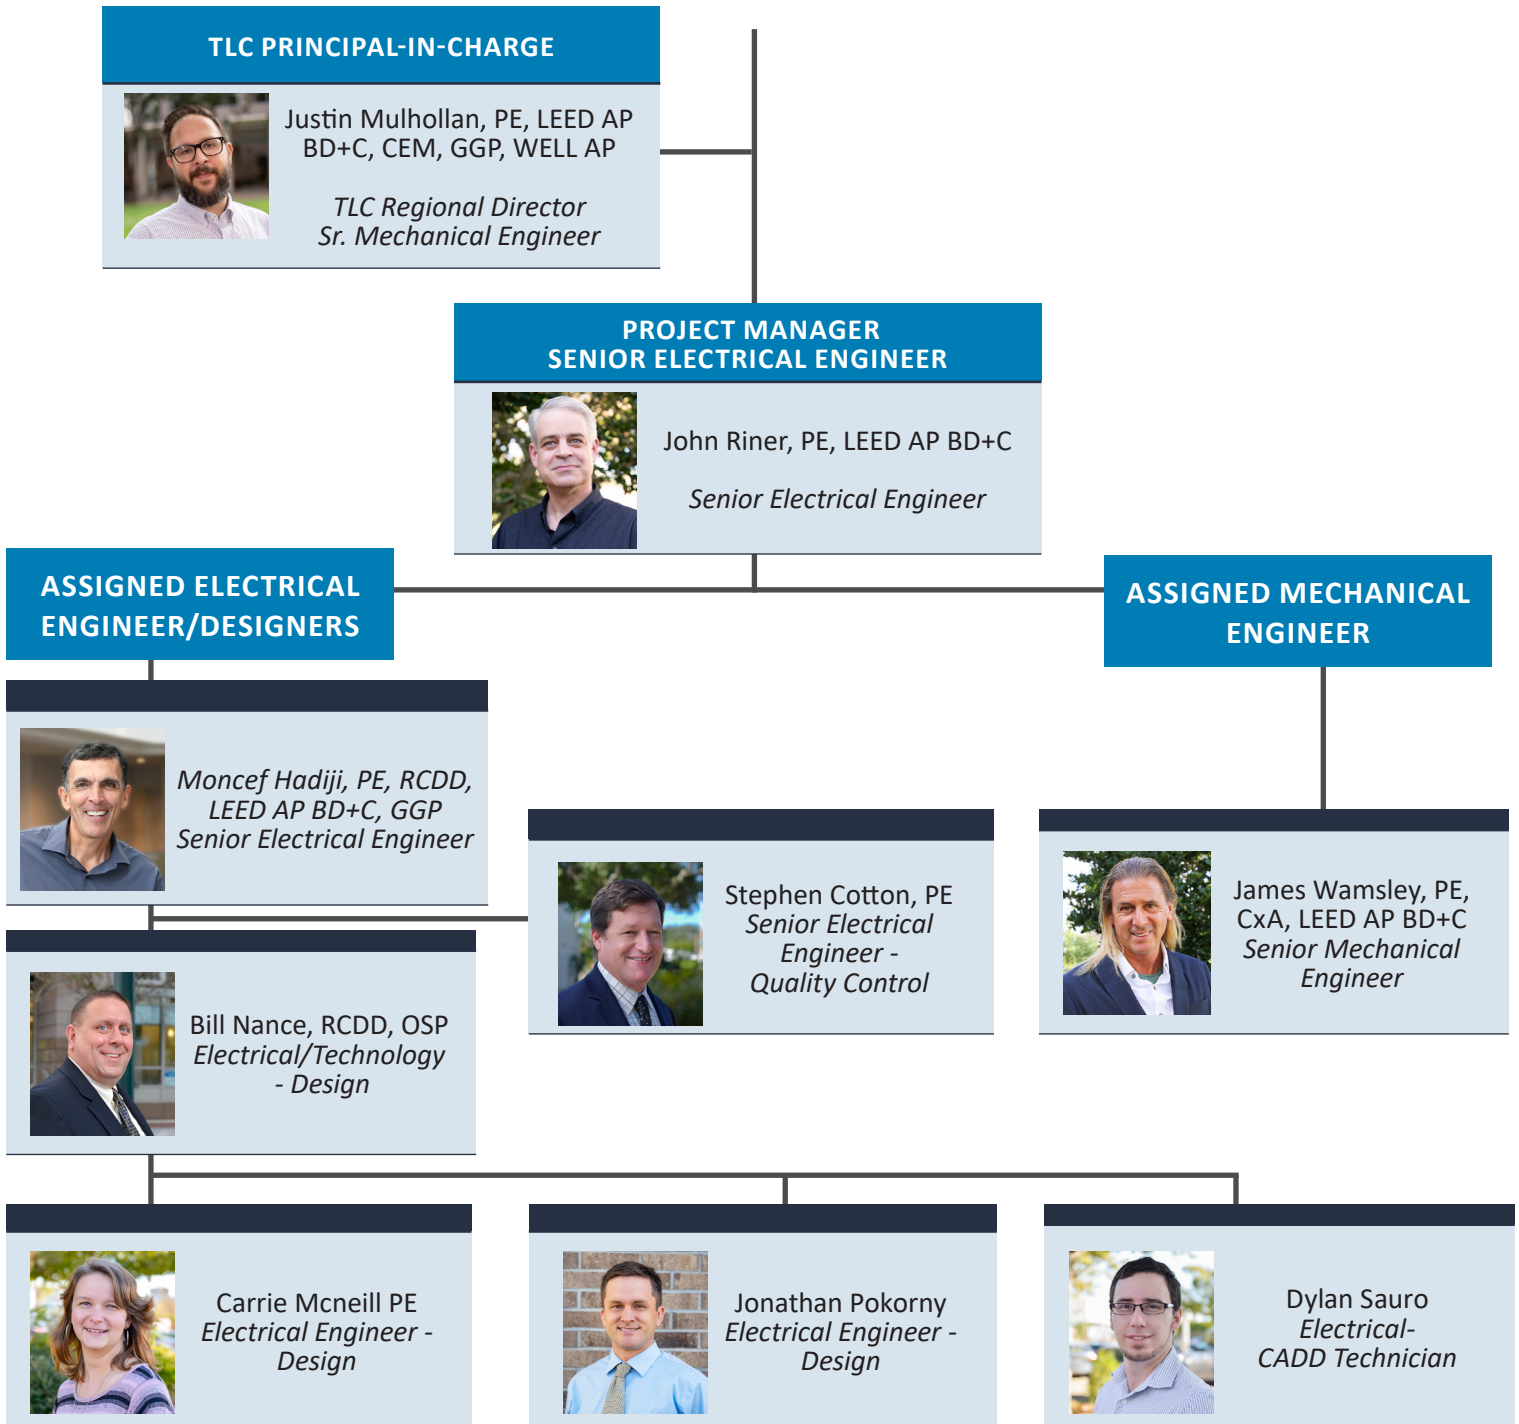 TLC PRINCIPAL-IN-CHARGE
Justin Mulhollan, PE, LEED AP
BD+C, CEM, GGP, WELL AP
TLC Regional Director
Sr. Mechanical Engineer
PROJECT MANAGER
SENIOR ELECTRICAL ENGINEER
John Riner, PE, LEED AP BD+C
Senior Electrical Engineer
ASSIGNED ELECTRICAL
ENGINEER/DESIGNERS
ASSIGNED MECHANICAL
ENGINEER
Moncef Hadiji, PE, RCDD,
LEED AP BD+C, GGP
Senior Electrical Engineer
Stephen Cotton, PE
Senior Electrical
Engineer -
Quality Control
James Wamsley, PE,
CxA, LEED AP BD+C
Senior Mechanical
Engineer
Bill Nance, RCDD, OSP
Electrical/Technology
- Design
Carrie Mcneill PE
Electrical Engineer -
Design
Jonathan Pokorny
Electrical Engineer -
Design
Dylan Sauro
Electrical-
CADD Technician